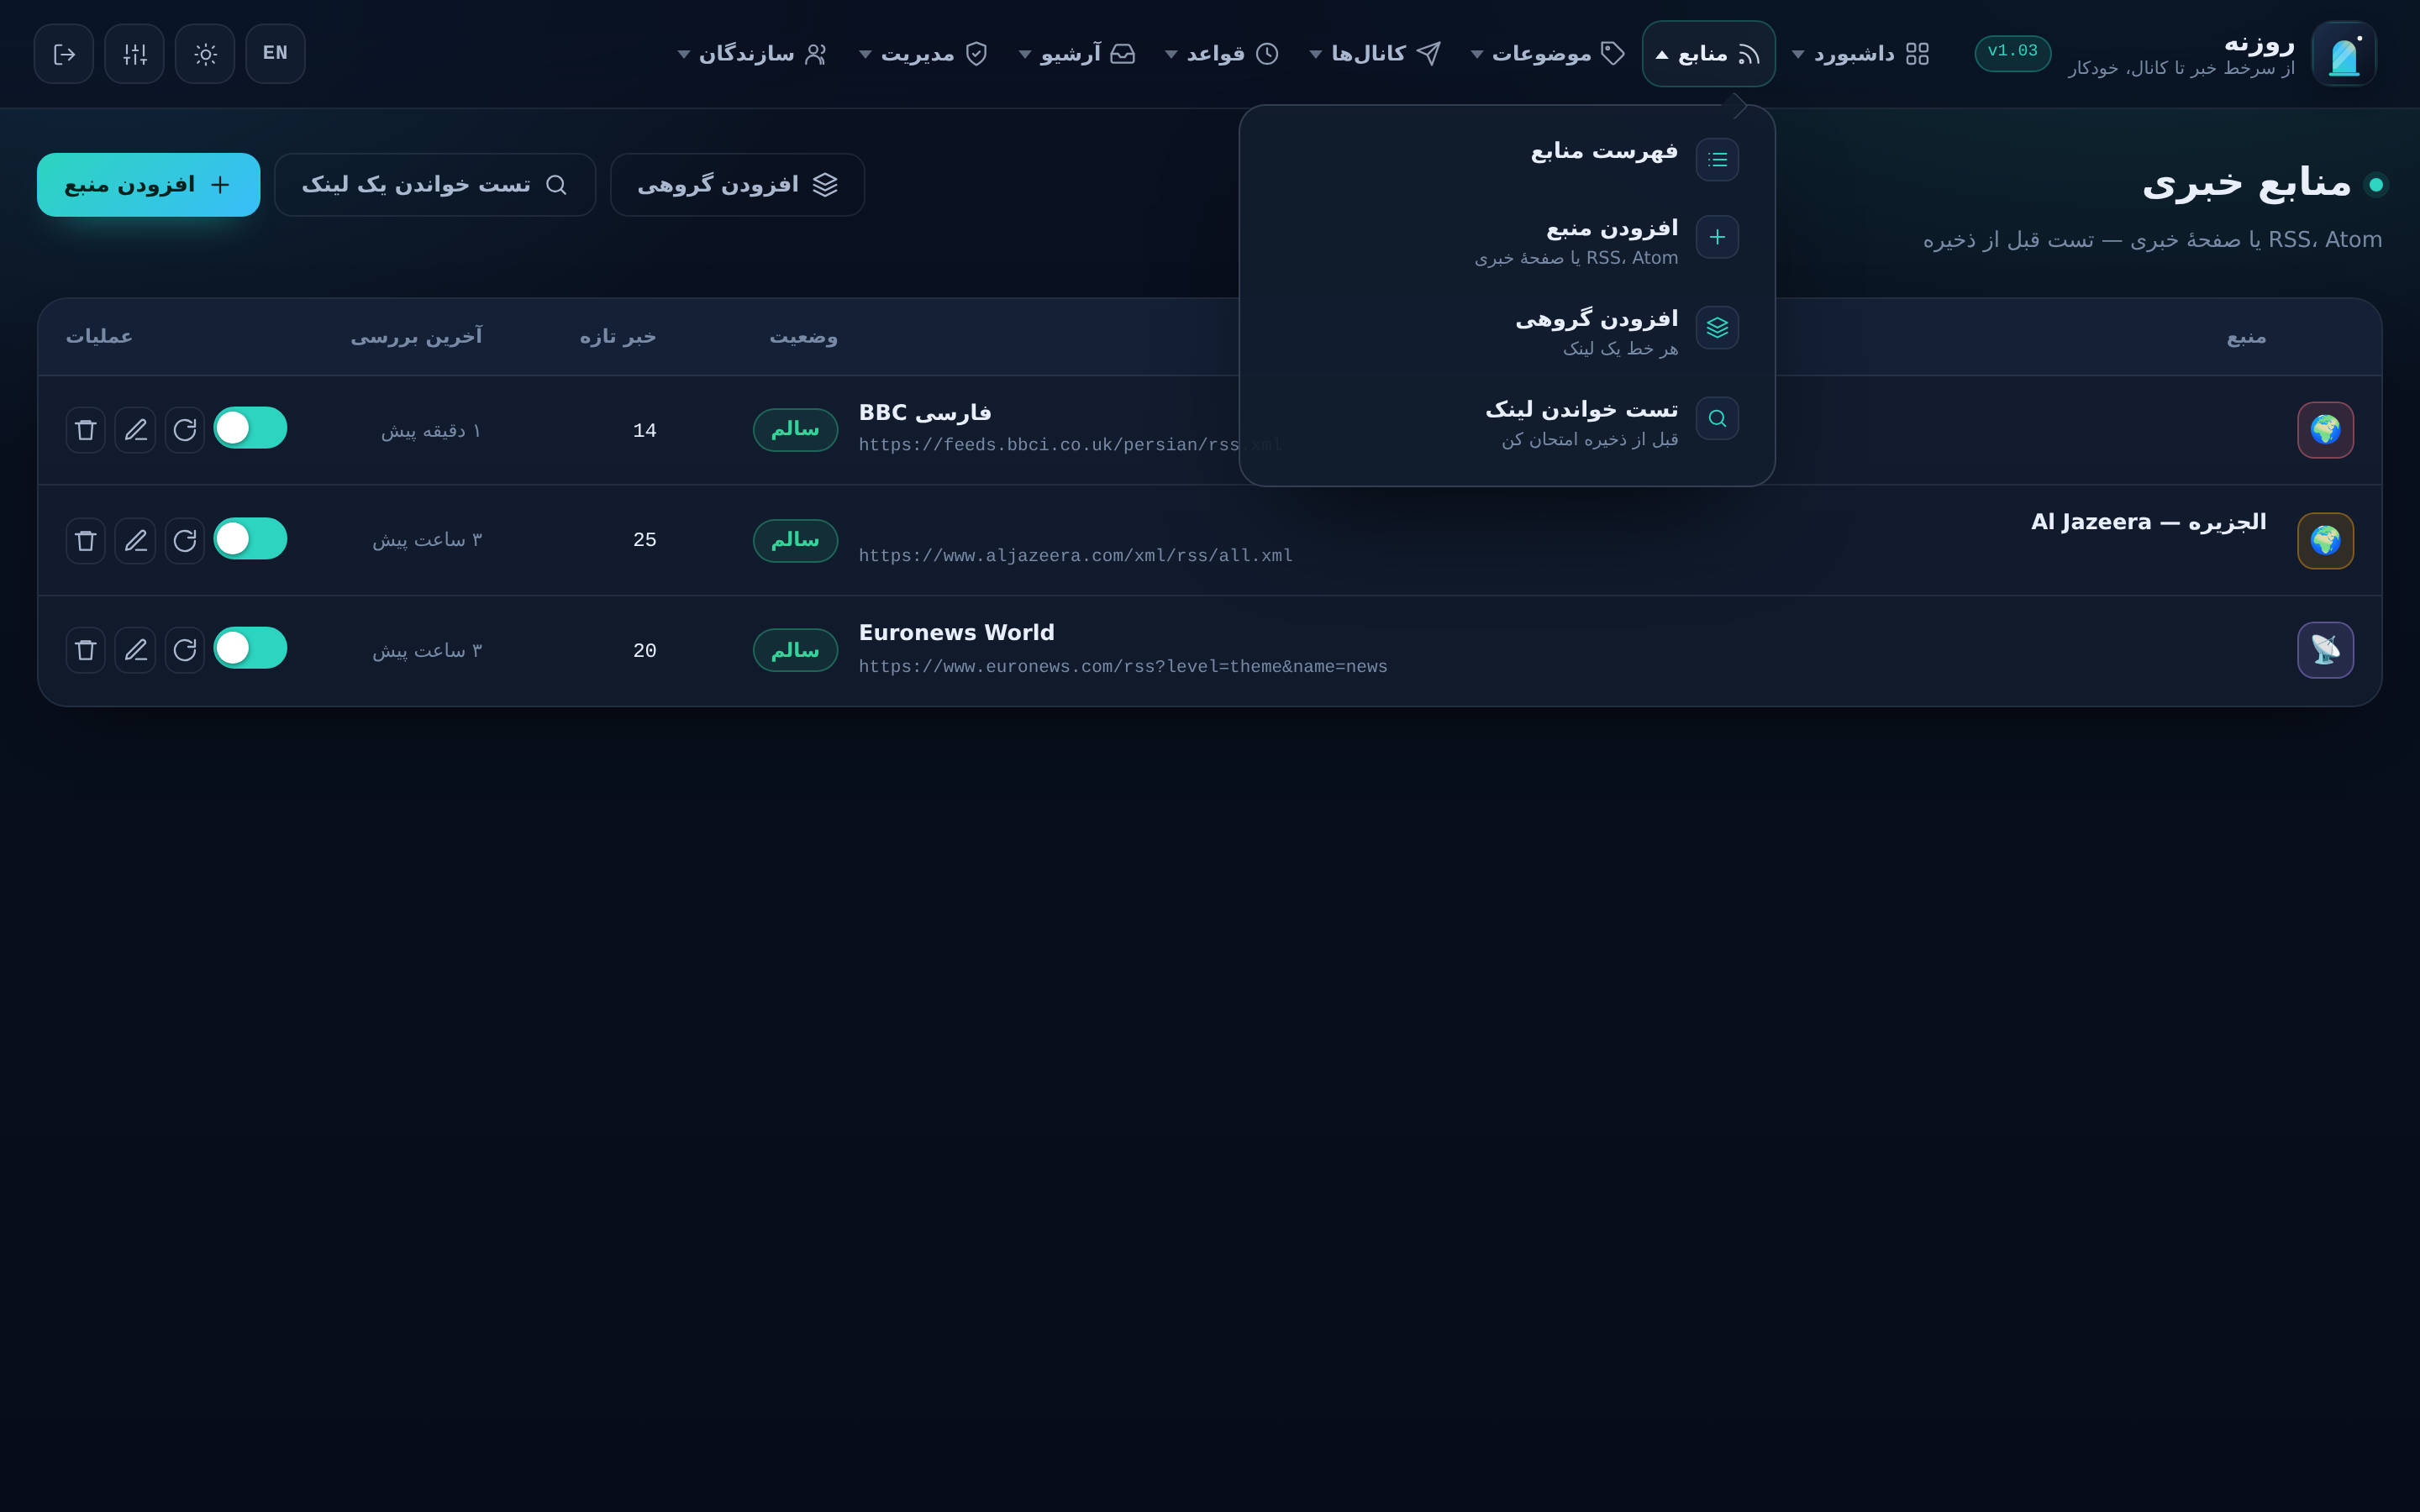 روزنه
از سرخط خبر تا کانال، خودکار
v1.03
داشبورد
منابع
موضوعات
کانال‌ها
قواعد
آرشیو
مدیریت
سازندگان
EN
فهرست منابع
افزودن منبع
RSS، Atom یا صفحهٔ خبری
افزودن گروهی
هر خط یک لینک
تست خواندن لینک
قبل از ذخیره امتحان کن
منابع خبری
RSS، Atom یا صفحهٔ خبری — تست قبل از ذخیره
افزودن گروهی
تست خواندن یک لینک
افزودن منبع
منبع
وضعیت
خبر تازه
آخرین بررسی
عملیات
BBC فارسی
https://feeds.bbci.co.uk/persian/rss.xml
سالم
14
۱ دقیقه پیش
الجزیره — Al Jazeera
https://www.aljazeera.com/xml/rss/all.xml
سالم
25
۳ ساعت پیش
Euronews World
https://www.euronews.com/rss?level=theme&name=news
سالم
20
۳ ساعت پیش